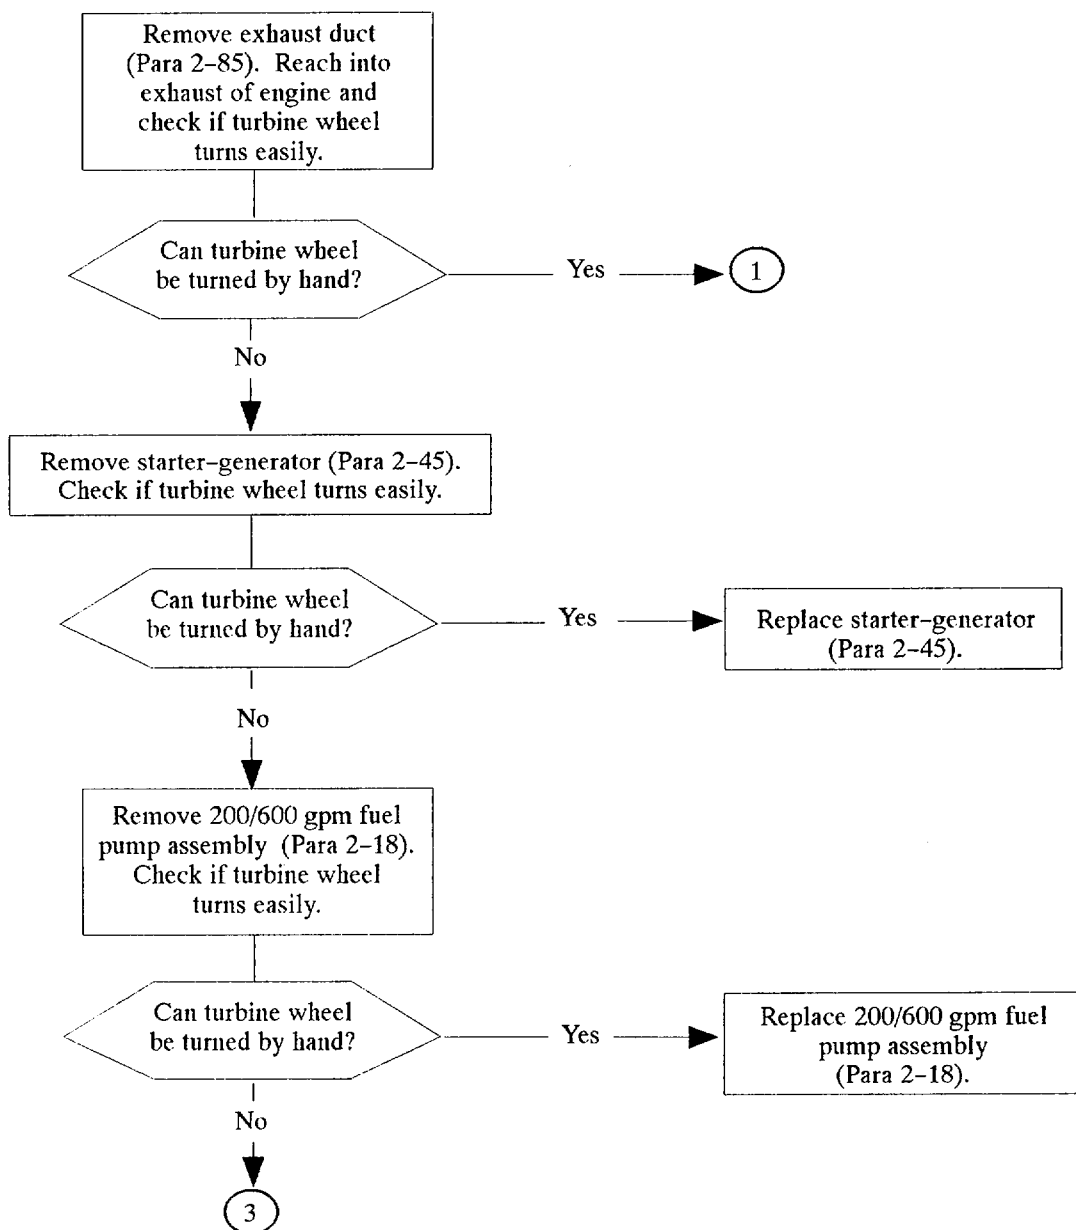 Remove exhaust duct
(Para 2–85). Reach into
exhaust of engine and
check if turbine wheel
turns easily.
Can turbine wheel
be turned by hand?
Yes
1
No
Remove starter–generator (Para 2–45).
Check if turbine wheel turns easily.
Can turbine wheel
be turned by hand?
Yes
Replace starter–generator
(Para 2–45).
No
Remove 200/600 gpm fuel
pump assembly (Para 2–18).
Check if turbine wheel
turns easily.
Can turbine wheel
be turned by hand?
Yes
Replace 200/600 gpm fuel
pump assembly
(Para 2–18).
No
3